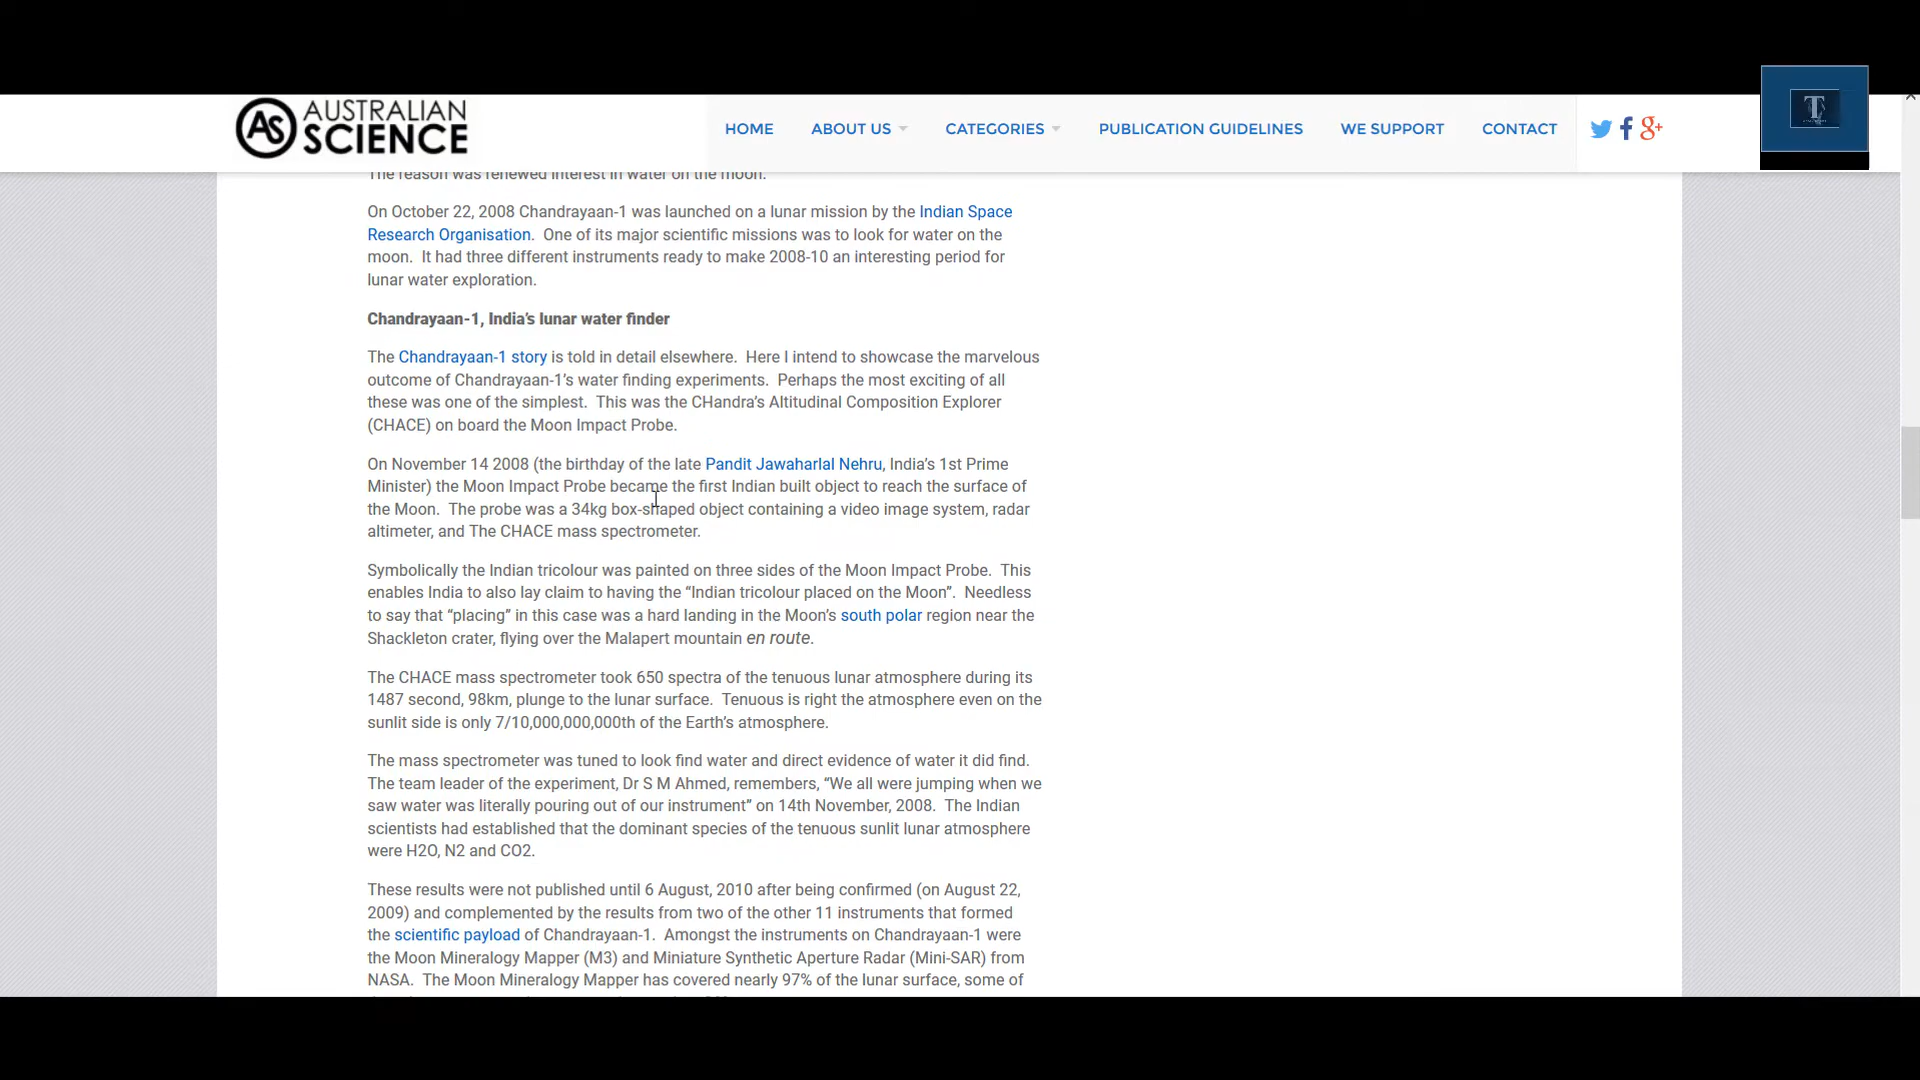 AUSTRALIAN
SCIENCE
HOME
ABOUT US
CATEGORIES
PUBLICATION GUIDELINES
WE SUPPORT
CONTACT
The reason was renewed interest in water on the moon.
On October 22, 2008 Chandrayaan-1 was launched on a lunar mission by the Indian Space
Research Organisation.  One of its major scientific missions was to look for water on the
moon.  It had three different instruments ready to make 2008-10 an interesting period for
lunar water exploration.
Chandrayaan-1, India’s lunar water finder
The Chandrayaan-1 story is told in detail elsewhere.  Here I intend to showcase the marvelous
outcome of Chandrayaan-1’s water finding experiments.  Perhaps the most exciting of all
these was one of the simplest.  This was the CHandra’s Altitudinal Composition Explorer
(CHACE) on board the Moon Impact Probe.
On November 14 2008 (the birthday of the late Pandit Jawaharlal Nehru, India’s 1st Prime
Minister) the Moon Impact Probe became the first Indian built object to reach the surface of
the Moon.  The probe was a 34kg box-shaped object containing a video image system, radar
altimeter, and The CHACE mass spectrometer.
Symbolically the Indian tricolour was painted on three sides of the Moon Impact Probe.  This
enables India to also lay claim to having the “Indian tricolour placed on the Moon”.  Needless
to say that “placing” in this case was a hard landing in the Moon’s south polar region near the
Shackleton crater, flying over the Malapert mountain en route.
The CHACE mass spectrometer took 650 spectra of the tenuous lunar atmosphere during its
1487 second, 98km, plunge to the lunar surface.  Tenuous is right the atmosphere even on the
sunlit side is only 7/10,000,000,000th of the Earth’s atmosphere.
The mass spectrometer was tuned to look find water and direct evidence of water it did find.
The team leader of the experiment, Dr S M Ahmed, remembers, “We all were jumping when we
saw water was literally pouring out of our instrument” on 14th November, 2008.  The Indian
scientists had established that the dominant species of the tenuous sunlit lunar atmosphere
were H2O, N2 and CO2.
These results were not published until 6 August, 2010 after being confirmed (on August 22,
2009) and complemented by the results from two of the other 11 instruments that formed
the scientific payload of Chandrayaan-1.  Amongst the instruments on Chandrayaan-1 were
the Moon Mineralogy Mapper (M3) and Miniature Synthetic Aperture Radar (Mini-SAR) from
NASA.  The Moon Mineralogy Mapper has covered nearly 97% of the lunar surface, some of